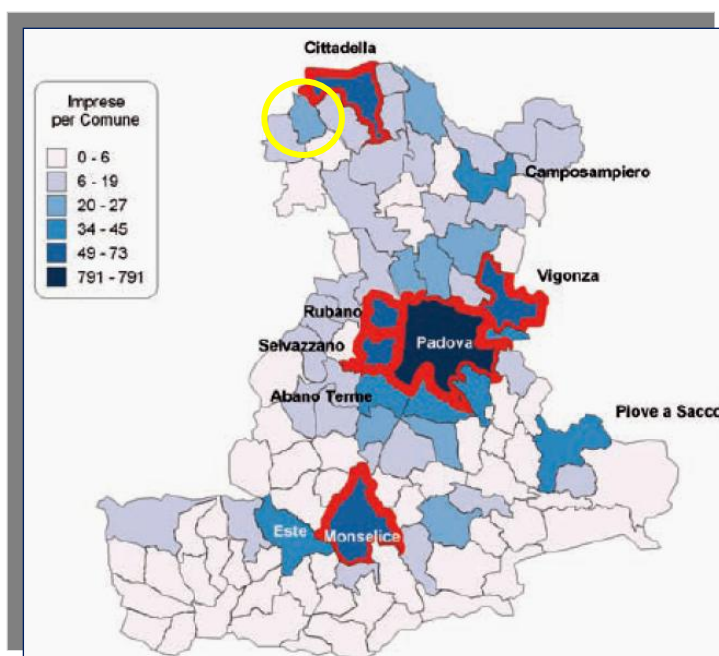 Cittadella
Imprese
per Comune
0 - 6
6 - 19
20 - 27
34 - 45
49 - 73
791 - 791
Camposampiero
Vigonza
Rubano
Padova
Selvazzano
Abano Terme
Piove a Sacco
Este
Monselice